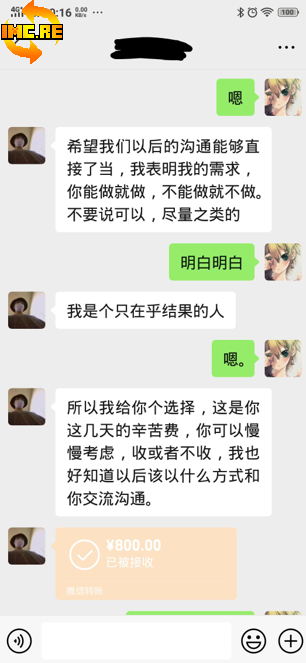 4G
9:16
0.00
KB/s
100
IMG.RE
嗯
希望我们以后的沟通能够直
接了当，我表明我的需求，
你能做就做，不能做就不做。
不要说可以，尽量之类的
明白明白
我是个只在乎结果的人
嗯。
所以我给你个选择，这是你
这几天的辛苦费，你可以慢
慢考虑，收或者不收，我也
好知道以后该以什么方式和
你交流沟通。
¥800.00
已被接收
微信转账